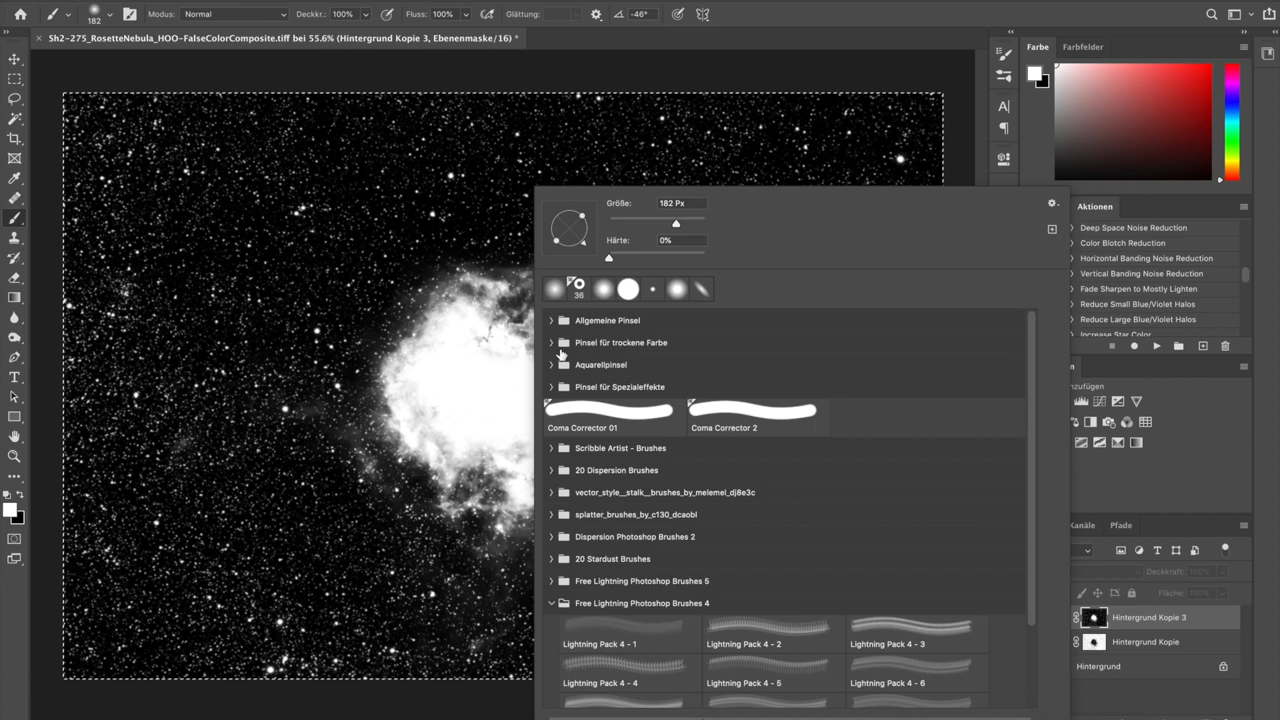 182 Modus: Normal Deckkr.: 100% Fluss: 100% Glättung: -46°
× Sh2-275_RosetteNebula_HOO-FalseColorComposite.tiff bei 55.6% (Hintergrund Kopie 3, Ebenenmaske/16) *
Farbe Farbfelder
Größe: 182 Px
Härte: 0%
36
Allgemeine Pinsel
Pinsel für trockene Farbe
Aquarellpinsel
Pinsel für Spezialeffekte
Coma Corrector 01 Coma Corrector 2
Scribble Artist - Brushes
20 Dispersion Brushes
vector_style__stalk__brushes_by_melemel_dj8e3c
splatter_brushes_by_c130_dcaobl
Dispersion Photoshop Brushes 2
20 Stardust Brushes
Free Lightning Photoshop Brushes 5
Free Lightning Photoshop Brushes 4
Lightning Pack 4 - 1 Lightning Pack 4 - 2 Lightning Pack 4 - 3
Lightning Pack 4 - 4 Lightning Pack 4 - 5 Lightning Pack 4 - 6
Aktionen
Deep Space Noise Reduction
Color Blotch Reduction
Horizontal Banding Noise Reduction
Vertical Banding Noise Reduction
Fade Sharpen to Mostly Lighten
Reduce Small Blue/Violet Halos
Reduce Large Blue/Violet Halos
Increase Star Color
n
zufügen
Kanäle Pfade
Deckkraft: 100%
Fläche: 100%
Hintergrund Kopie 3
Hintergrund Kopie
Hintergrund